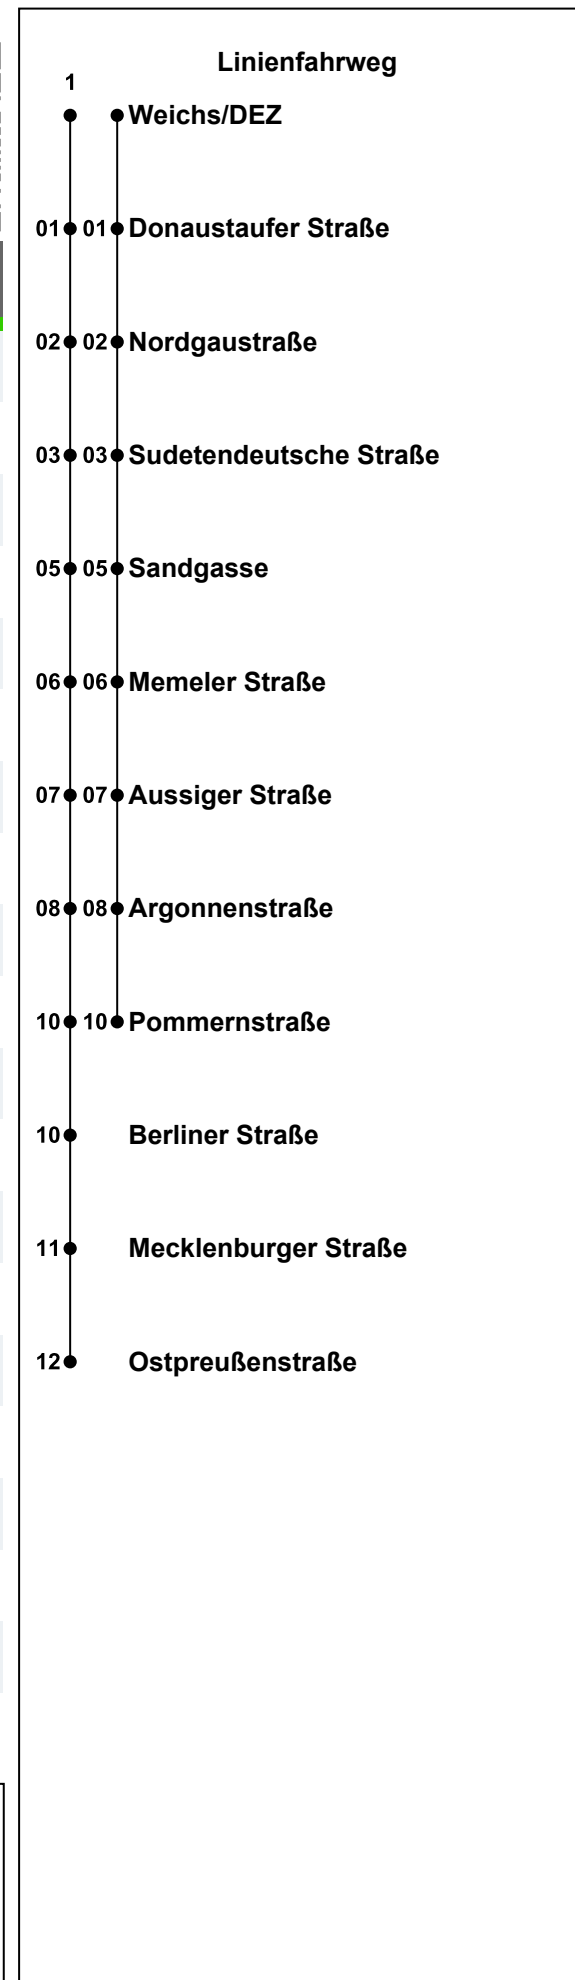 Linienfahrweg
1
Weichs/DEZ
01 01 Donaustaufer Straße
02 02 Nordgaustraße
03 03 Sudetendeutsche Straße
05 05 Sandgasse
06 06 Memeler Straße
07 07 Aussiger Straße
08 08 Argonnenstraße
10 10 Pommernstraße
10 Berliner Straße
11 Mecklenburger Straße
12 Ostpreußenstraße